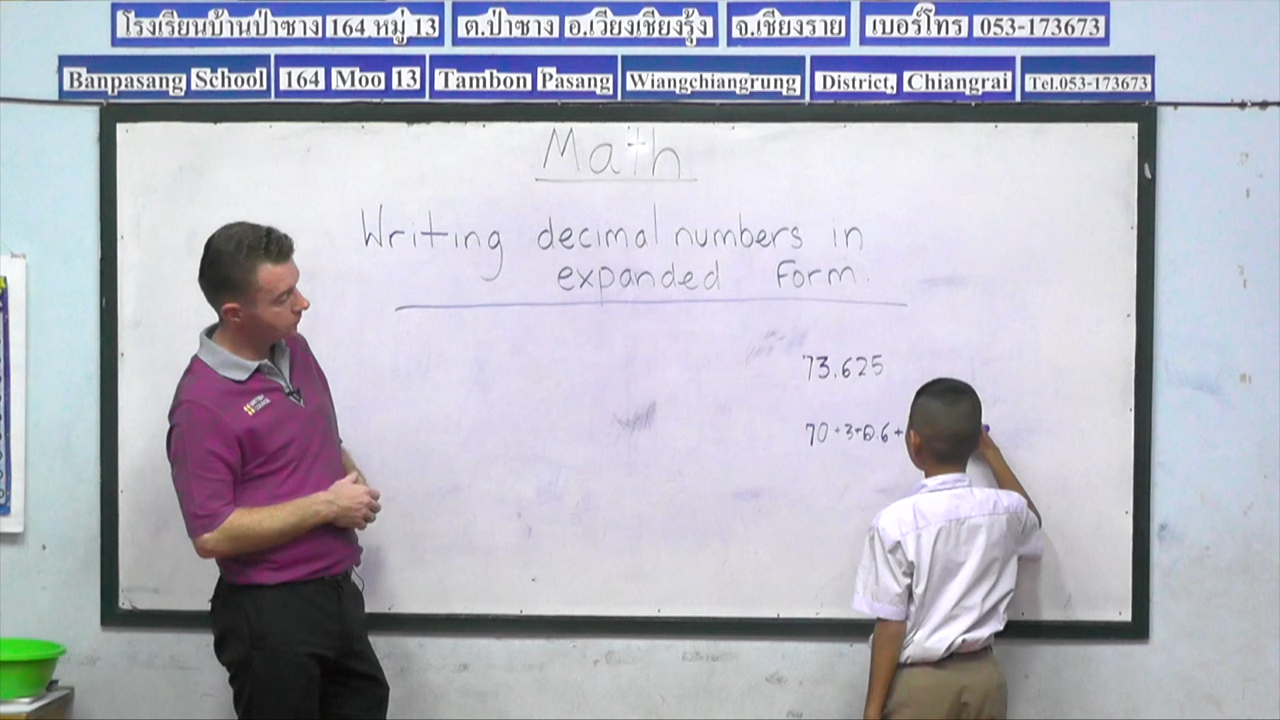 โรงเรียนบ้านป่าซาง 164 หมู่ 13 ต.ป่าซาง อ.เวียงเชียงรุ้ง จ.เชียงราย เบอร์โทร 053-173673
Banpasang School 164 Moo 13 Tambon Pasang Wiangchiangrung District, Chiangrai Tel.053-173673
Math
Writing decimal numbers in
expanded form.
73.625
70+3+0.6+